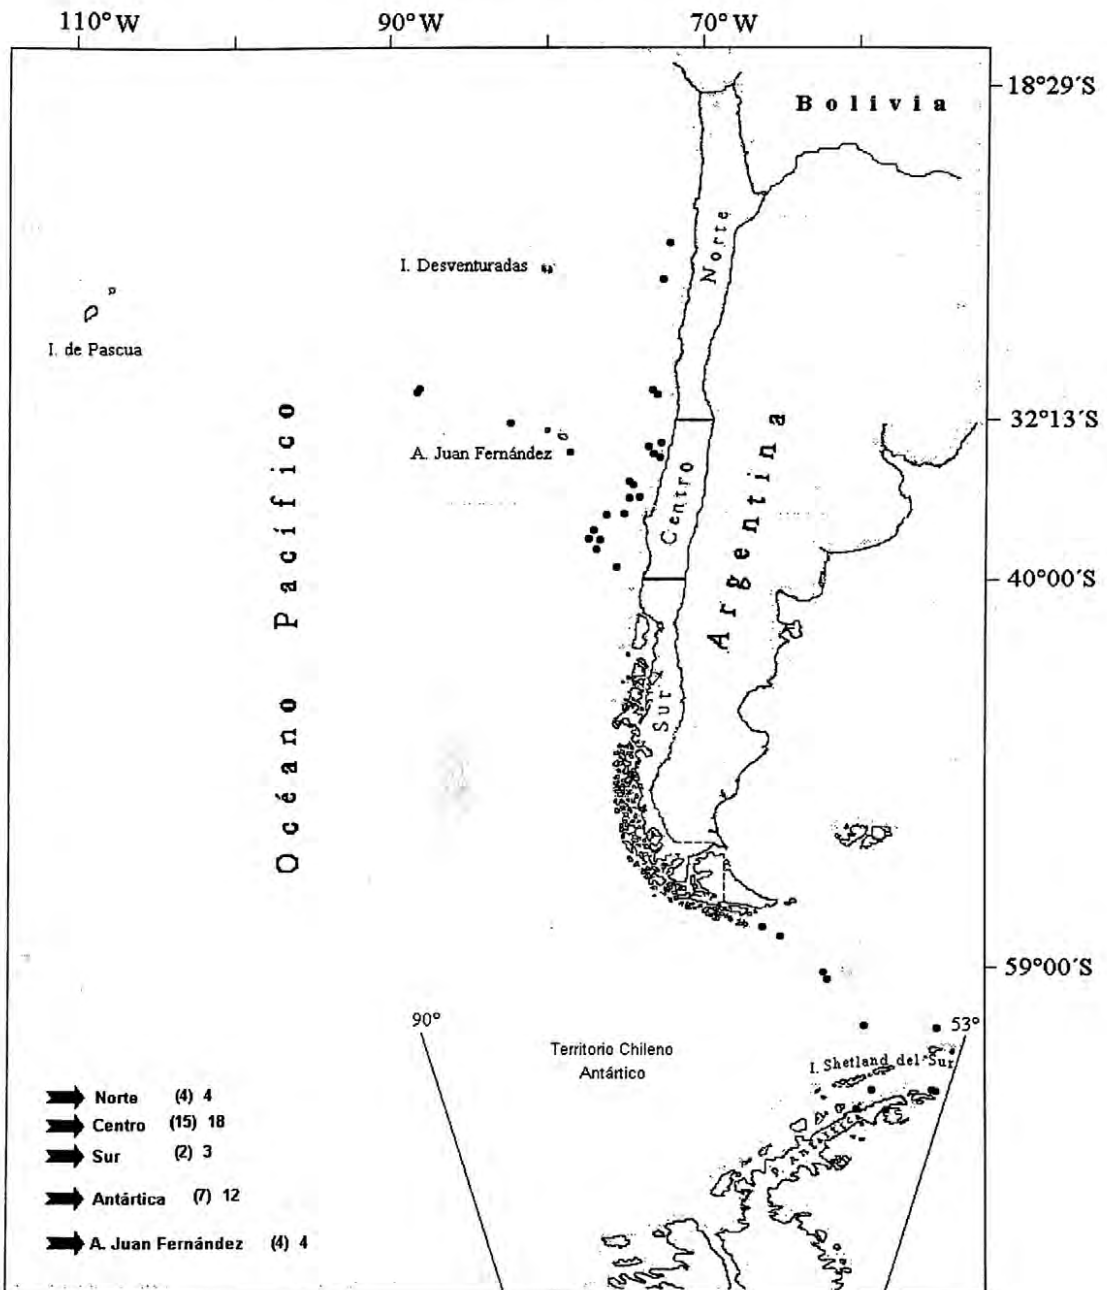 110°W 90°W 70°W
18°29´S
Bolivia
Norte
I. Desventuradas
I. de Pascua
32°13´S
A. Juan Fernández
Centro
Argentina
Océano Pacífico
40°00´S
Sur
59°00´S
90° 53°
Territorio Chileno
Antártico
I. Shetland del Sur
Norte (4) 4
Centro (15) 18
Sur (2) 3
Antártica (7) 12
A. Juan Fernández (4) 4